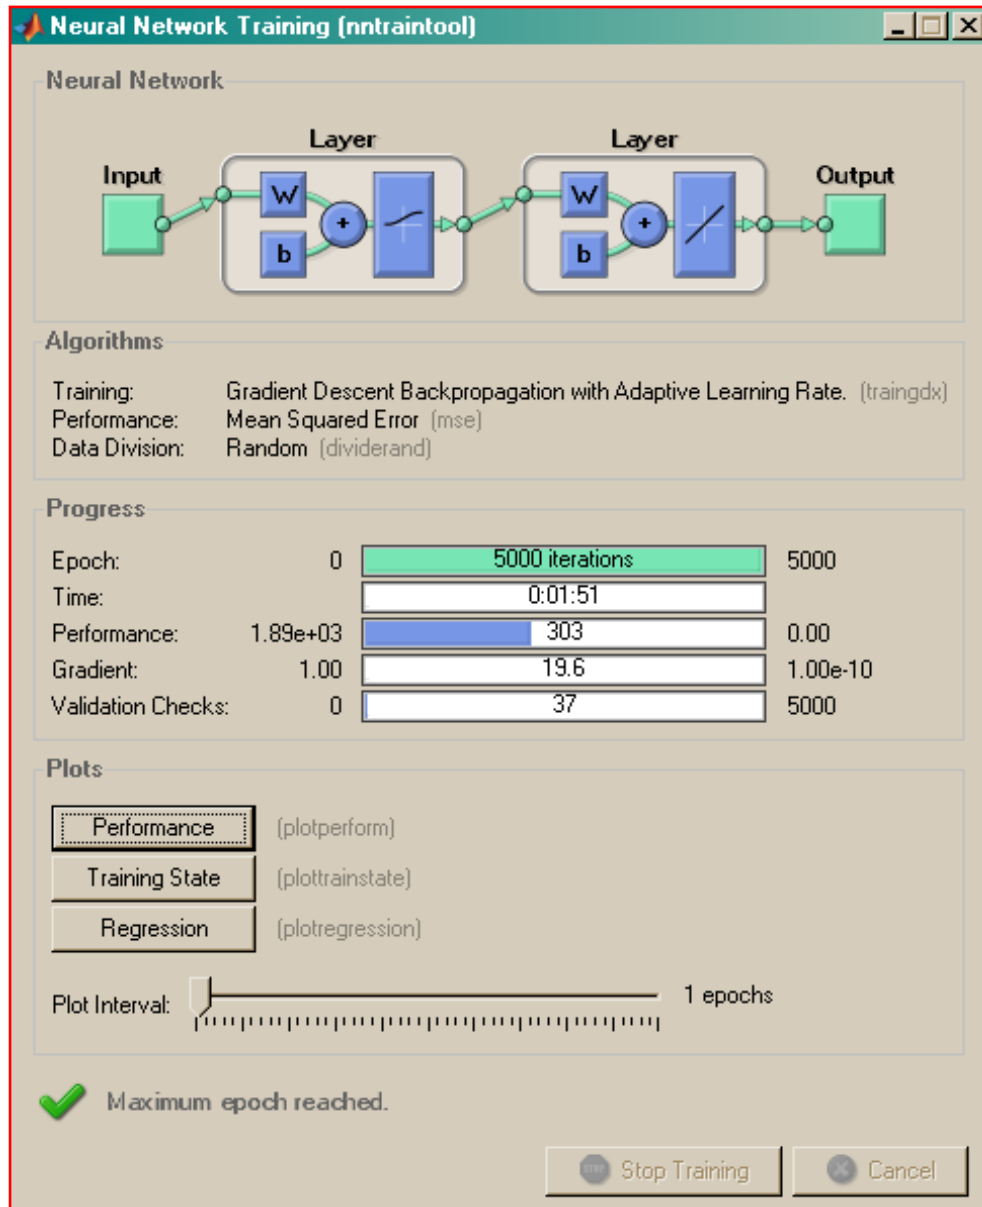 Neural Network Training (nntraintool)
Neural Network
Layer Layer
Input Output
W W
+ +
b b
Algorithms
Training: Gradient Descent Backpropagation with Adaptive Learning Rate. (traingdx)
Performance: Mean Squared Error (mse)
Data Division: Random (dividerand)
Progress
Epoch: 0 5000 iterations 5000
Time: 0:01:51
Performance: 1.89e+03 303 0.00
Gradient: 1.00 19.6 1.00e-10
Validation Checks: 0 37 5000
Plots
Performance (plotperform)
Training State (plottrainstate)
Regression (plotregression)
Plot Interval: 1 epochs
Maximum epoch reached.
STOP Stop Training Cancel